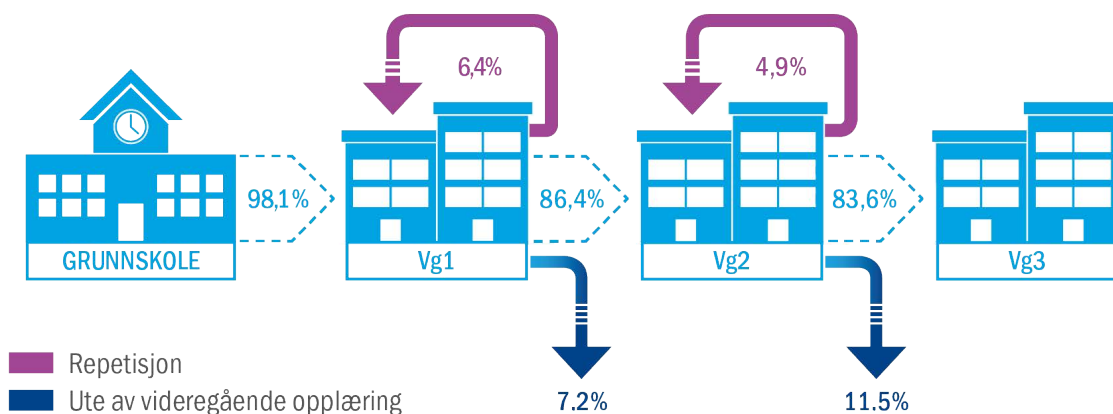 6,4%
4,9%
98,1%
86,4%
83,6%
GRUNNSKOLE
Vg1
Vg2
Vg3
Repetisjon
Ute av videregående opplæring
7.2%
11.5%